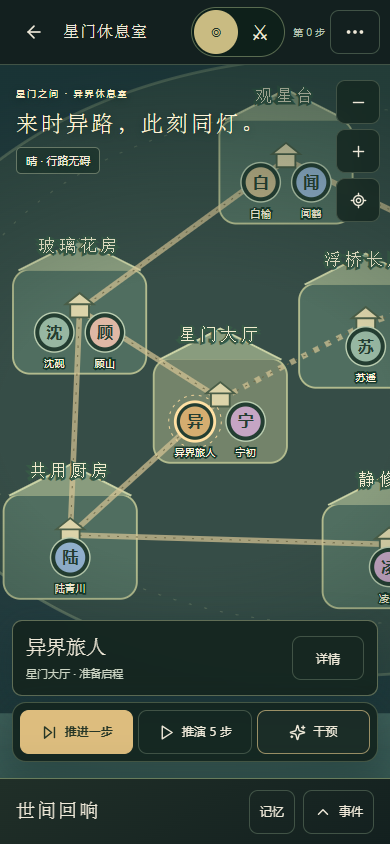 星门休息室
第 0 步
星门之间 · 异界休息室
来时异路，此刻同灯。
晴 · 行路无碍
观星台
白
闻
白榆
闻鹤
玻璃花房
沈
顾
沈砚
顾山
浮桥长
苏
苏遥
星门大厅
异
宁
异界旅人
宁初
共用厨房
陆
陆青川
静修
凌
凌
异界旅人
星门大厅 · 准备启程
详情
推进一步
推演 5 步
干预
世间回响
记忆
事件